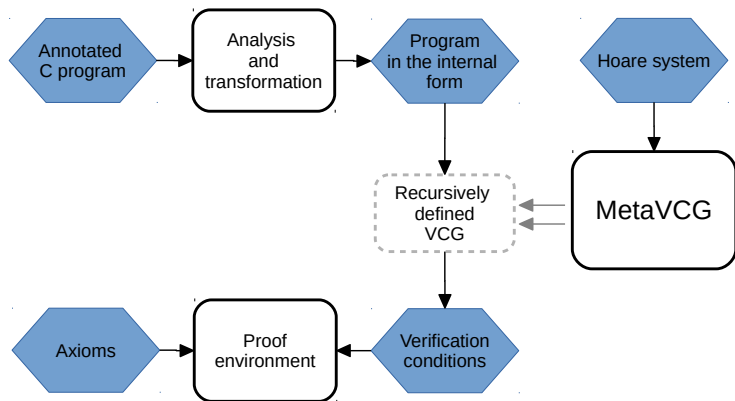 Annotated
C program
Analysis
and
transformation
Program
in the internal
form
Hoare system
Recursively
defined
VCG
MetaVCG
Axioms
Proof
environment
Verification
conditions